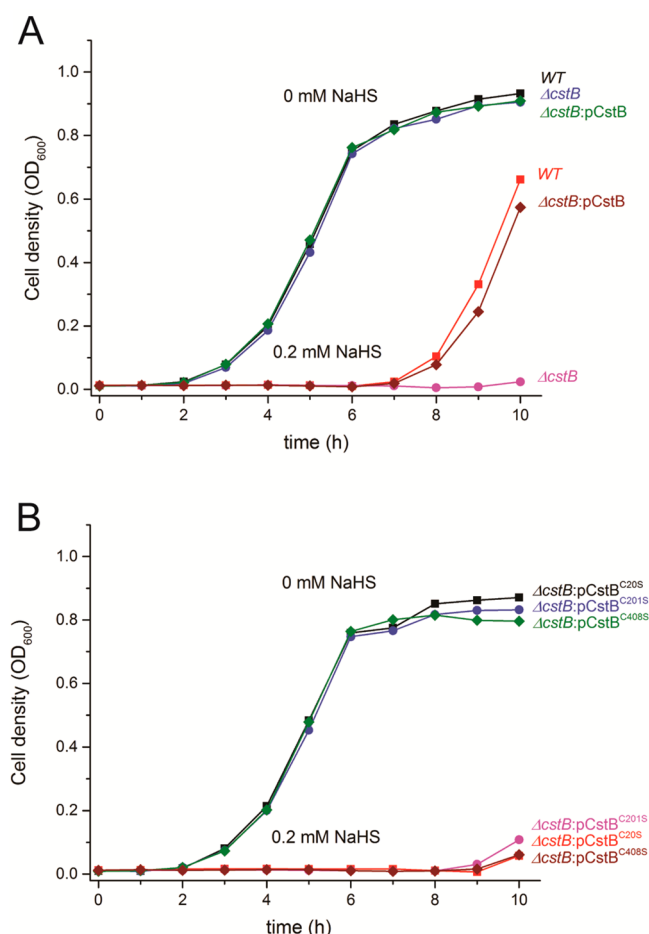 A
1.0
0.8
0.6
0.4
0.2
0.0
Cell density (OD600)
0 mM NaHS
0.2 mM NaHS
WT
ΔcstB
ΔcstB:pCstB
WT
ΔcstB:pCstB
ΔcstB
0 2 4 6 8 10
time (h)
B
1.0
0.8
0.6
0.4
0.2
0.0
Cell density (OD600)
0 mM NaHS
0.2 mM NaHS
ΔcstB:pCstBC20S
ΔcstB:pCstBC201S
ΔcstB:pCstBC408S
ΔcstB:pCstBC201S
ΔcstB:pCstBC20S
ΔcstB:pCstBC408S
0 2 4 6 8 10
time (h)